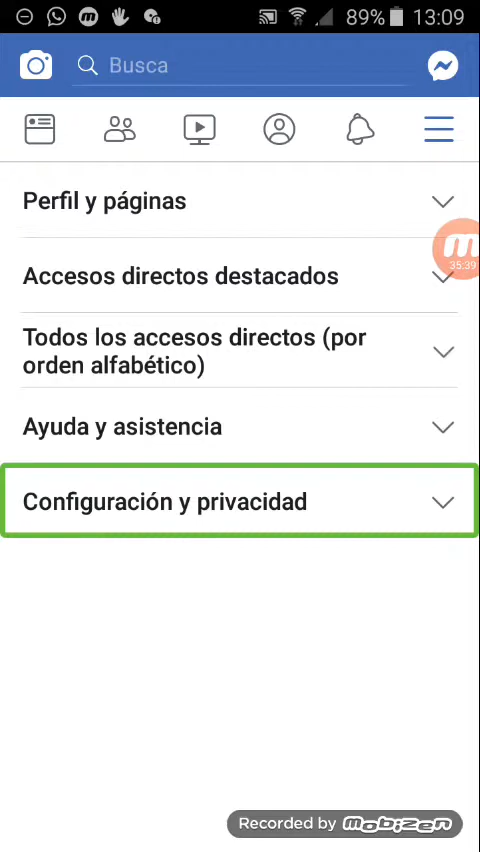 89% 13:09
Busca
Perfil y páginas
35:39
Accesos directos destacados
Todos los accesos directos (por
orden alfabético)
Ayuda y asistencia
Configuración y privacidad
Recorded by mobizen